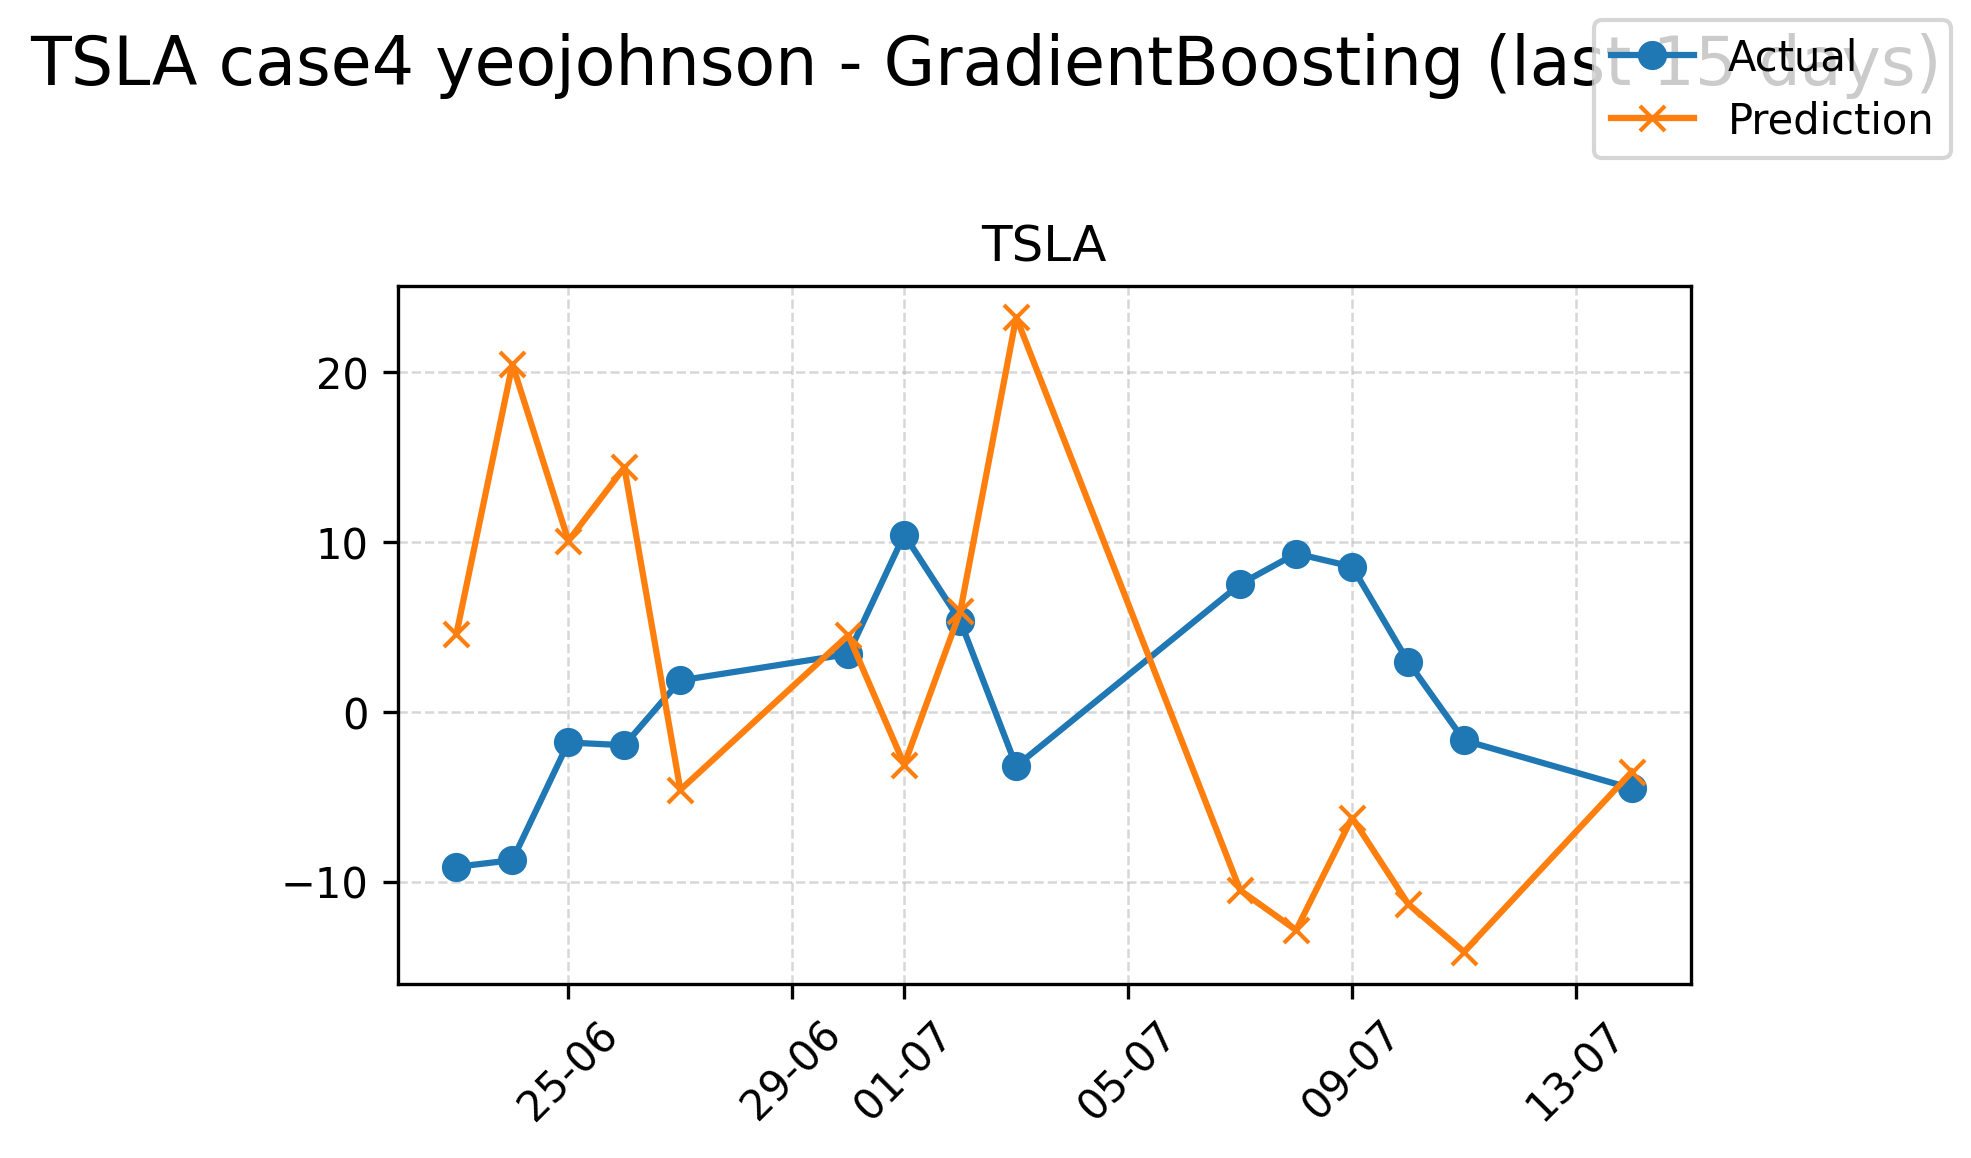 TSLA case4 yeojohnson - GradientBoosting (last 15 days)
Actual
Prediction
TSLA
20
10
0
−10
25-06
29-06
01-07
05-07
09-07
13-07